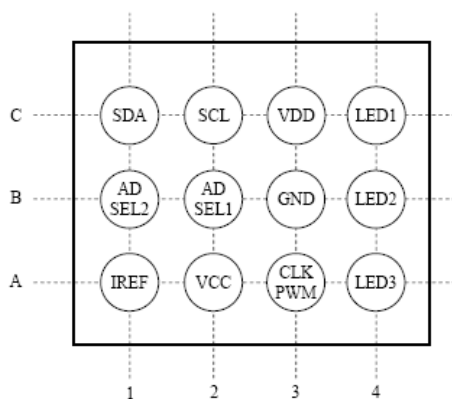 C SDA SCL VDD LED1
B AD SEL2 AD SEL1 GND LED2
A IREF VCC CLK PWM LED3
1 2 3 4